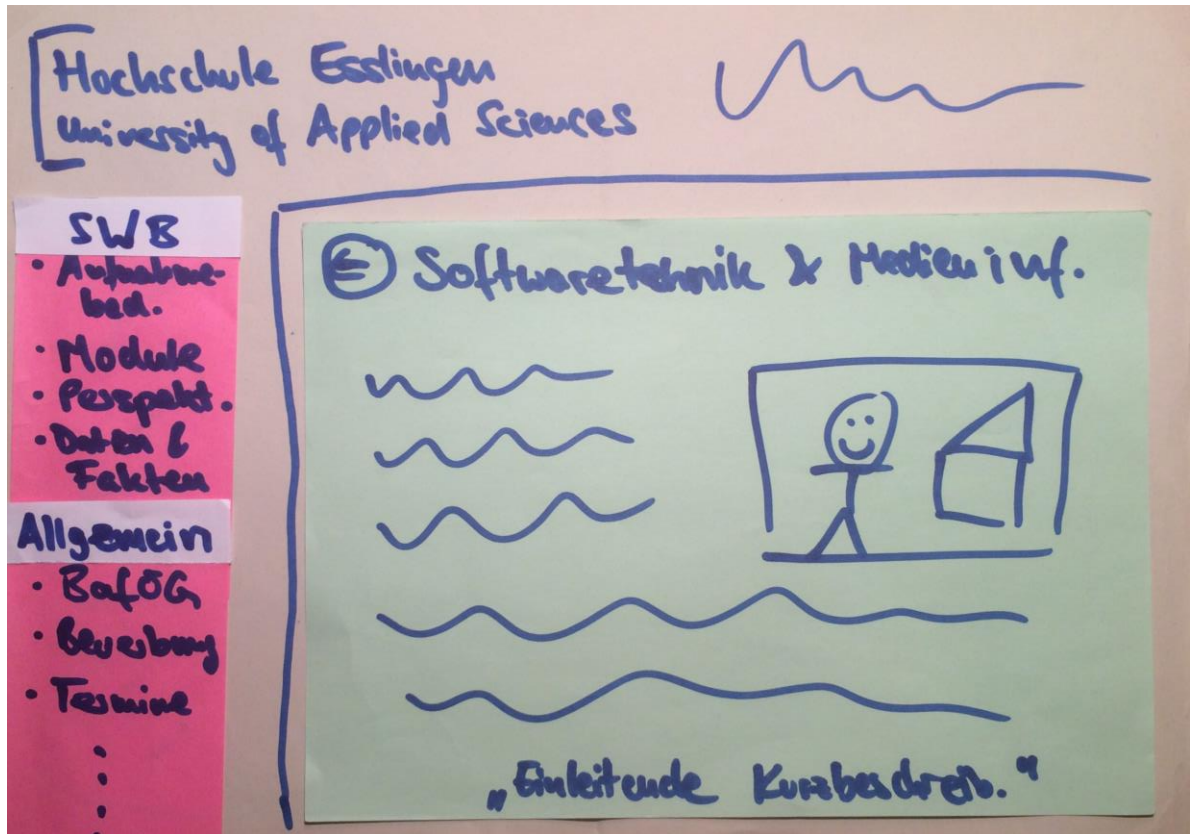 Hochschule Esslingen
University of Applied Sciences
SWB
• Aufnahme-
bed.
• Module
• Perspekt.
• Daten &
Fakten
Allgemein
• BaföG
• Bewerbung
• Termine
Softwaretehnik & Medieninf.
„Einleitende Kurzbeschreib."